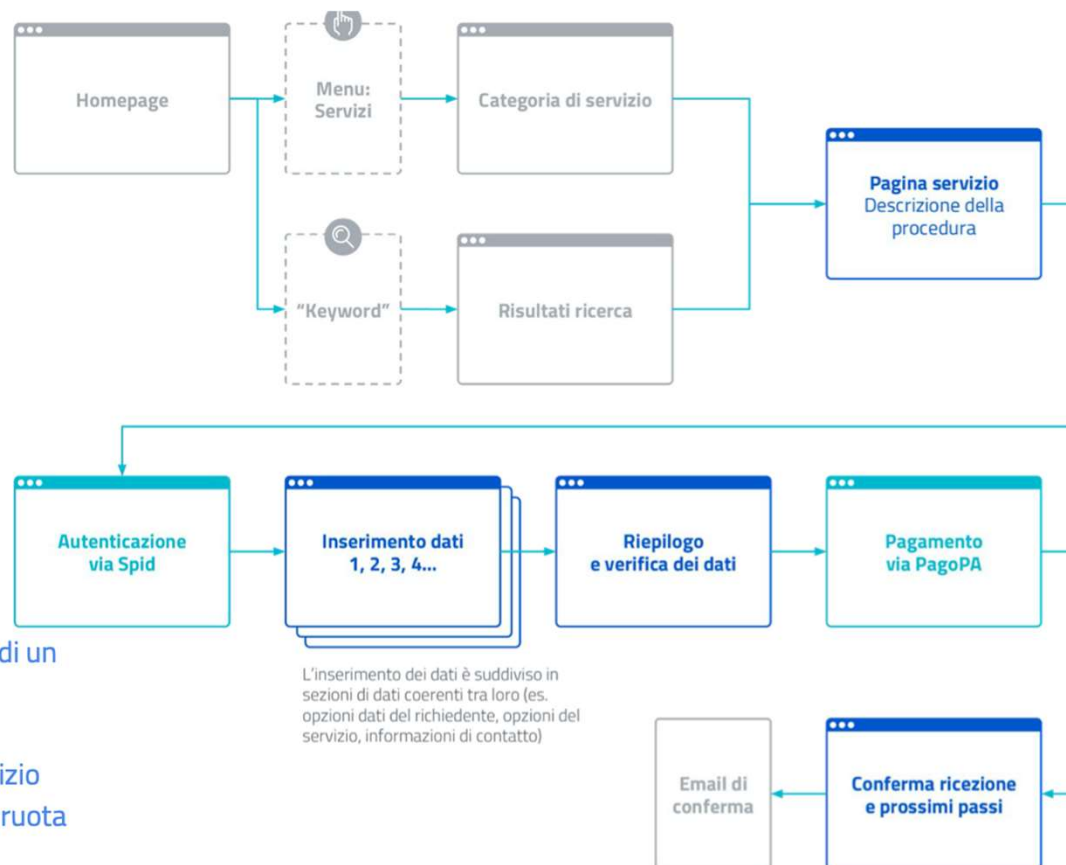 Homepage
Menu:
Servizi
Categoria di servizio
Pagina servizio
Descrizione della
procedura
“Keyword”
Risultati ricerca
Autenticazione
via Spid
Inserimento dati
1, 2, 3, 4...
Riepilogo
e verifica dei dati
Pagamento
via PagoPA
di un
L’inserimento dei dati è suddiviso in
sezioni di dati coerenti tra loro (es.
opzioni dati del richiedente, opzioni del
servizio, informazioni di contatto)
izio
ruota
Email di
conferma
Conferma ricezione
e prossimi passi